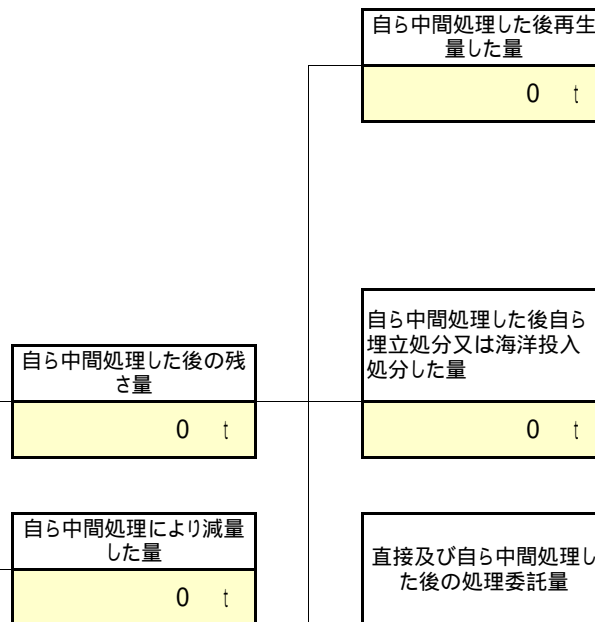 自ら中間処理した後再生
量した量
0 t
自ら中間処理した後自ら
埋立処分又は海洋投入
処分した量
0 t
自ら中間処理した後の残
さ量
0 t
自ら中間処理により減量
した量
0 t
直接及び自ら中間処理し
た後の処理委託量